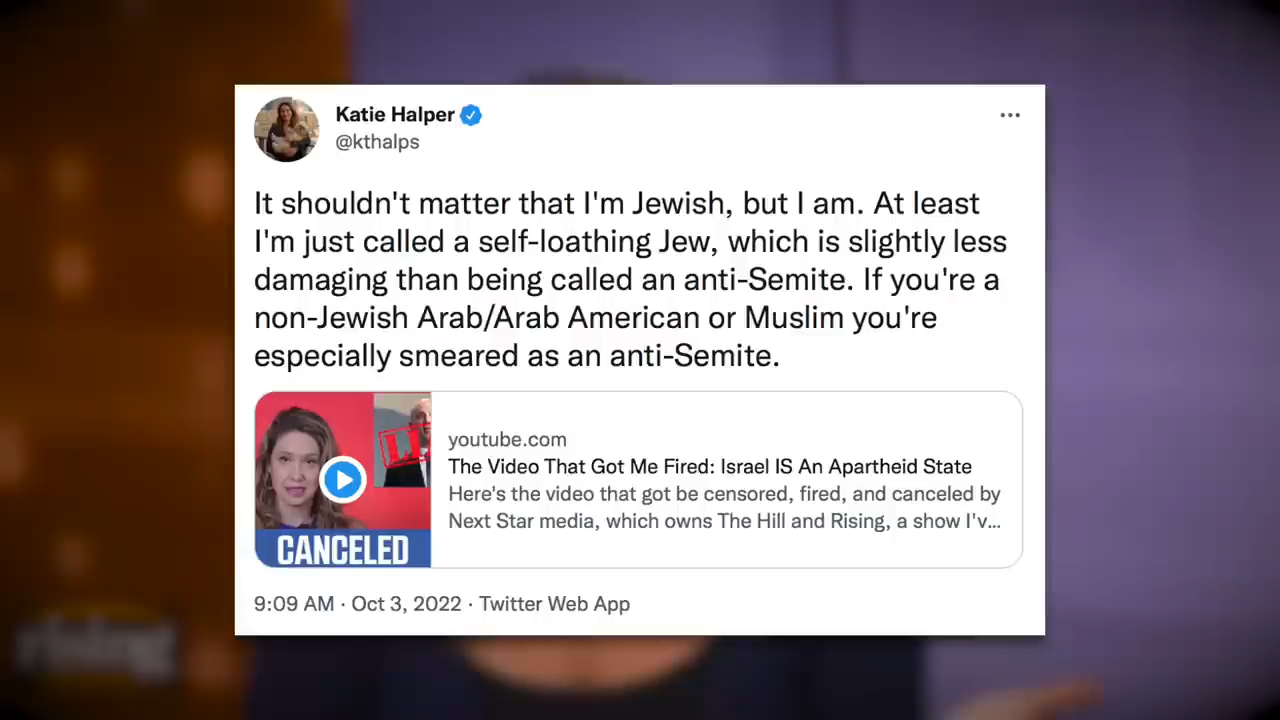 Katie Halper
@kthalps
It shouldn't matter that I'm Jewish, but I am. At least
I'm just called a self-loathing Jew, which is slightly less
damaging than being called an anti-Semite. If you're a
non-Jewish Arab/Arab American or Muslim you're
especially smeared as an anti-Semite.
CANCELED
youtube.com
The Video That Got Me Fired: Israel IS An Apartheid State
Here's the video that got be censored, fired, and canceled by
Next Star media, which owns The Hill and Rising, a show I'v...
9:09 AM · Oct 3, 2022 · Twitter Web App
rising